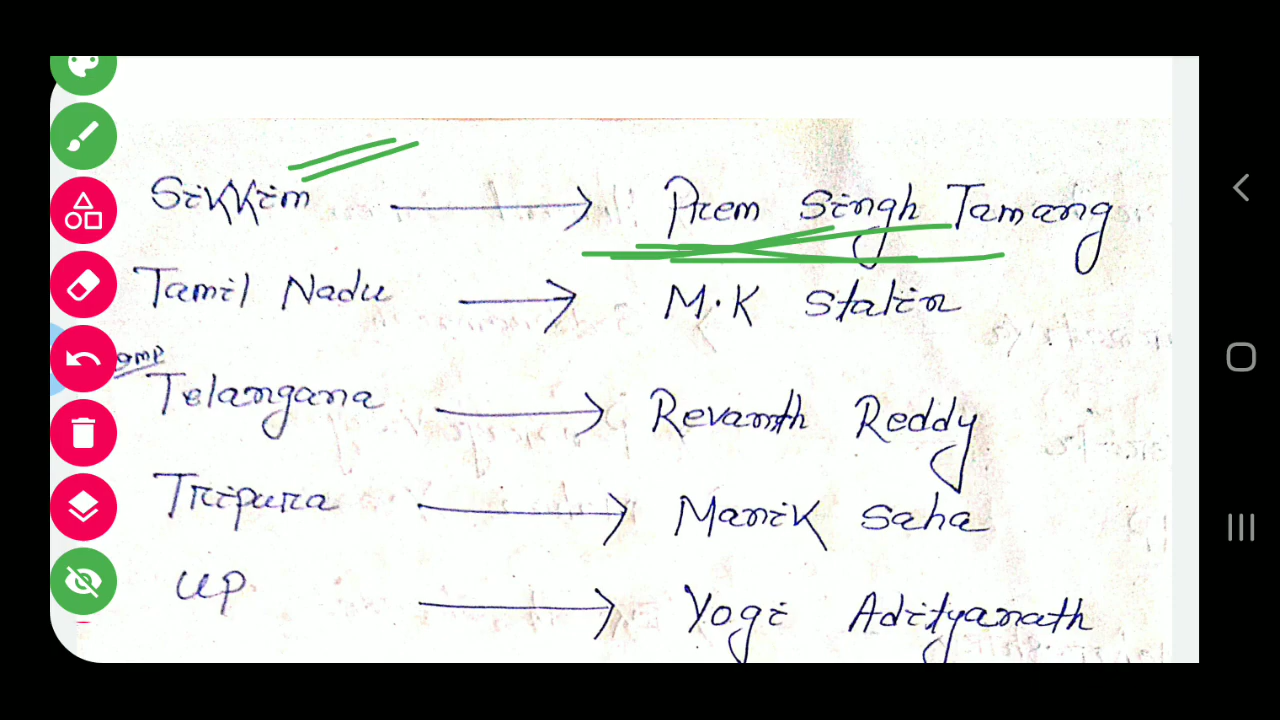 Sikkim → Prem Singh Tamang
Tamil Nadu → M.K Stalin
Telangana → Revanth Reddy
Tripura → Manik Saha
UP → Yogi Adityanath